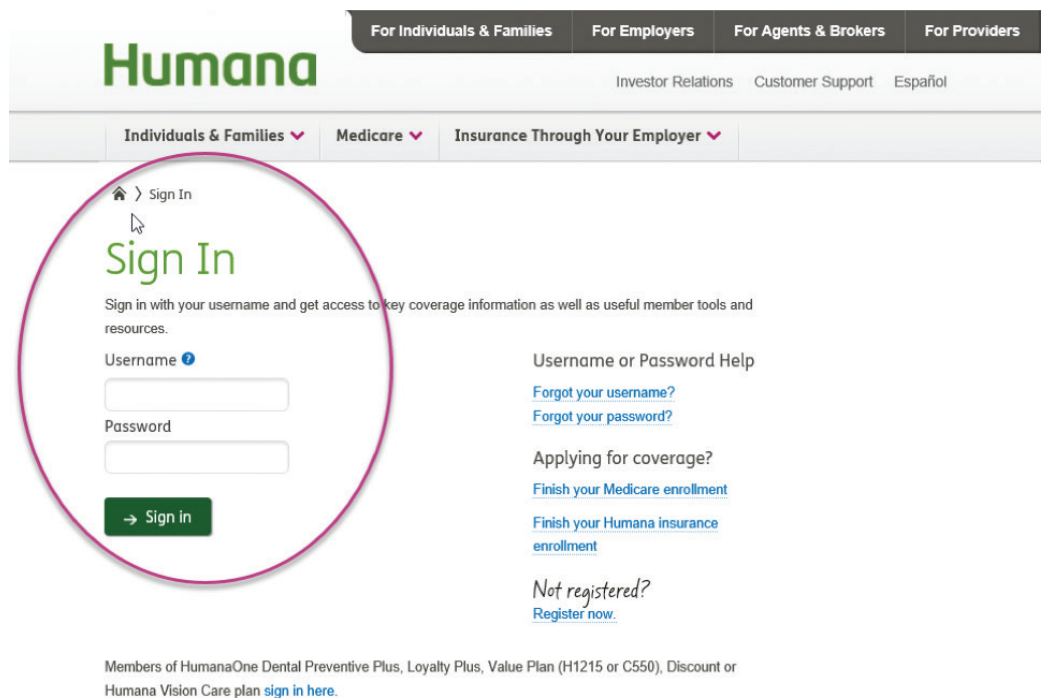 For Individuals & Families For Employers For Agents & Brokers For Providers
Humana
Investor Relations Customer Support Español
Individuals & Families Medicare Insurance Through Your Employer
Sign In
Sign In
Sign in with your username and get access to key coverage information as well as useful member tools and
resources.
Username ?
Password
→ Sign in
Username or Password Help
Forgot your username?
Forgot your password?
Applying for coverage?
Finish your Medicare enrollment
Finish your Humana insurance
enrollment
Not registered?
Register now.
Members of HumanaOne Dental Preventive Plus, Loyalty Plus, Value Plan (H1215 or C550), Discount or
Humana Vision Care plan sign in here.